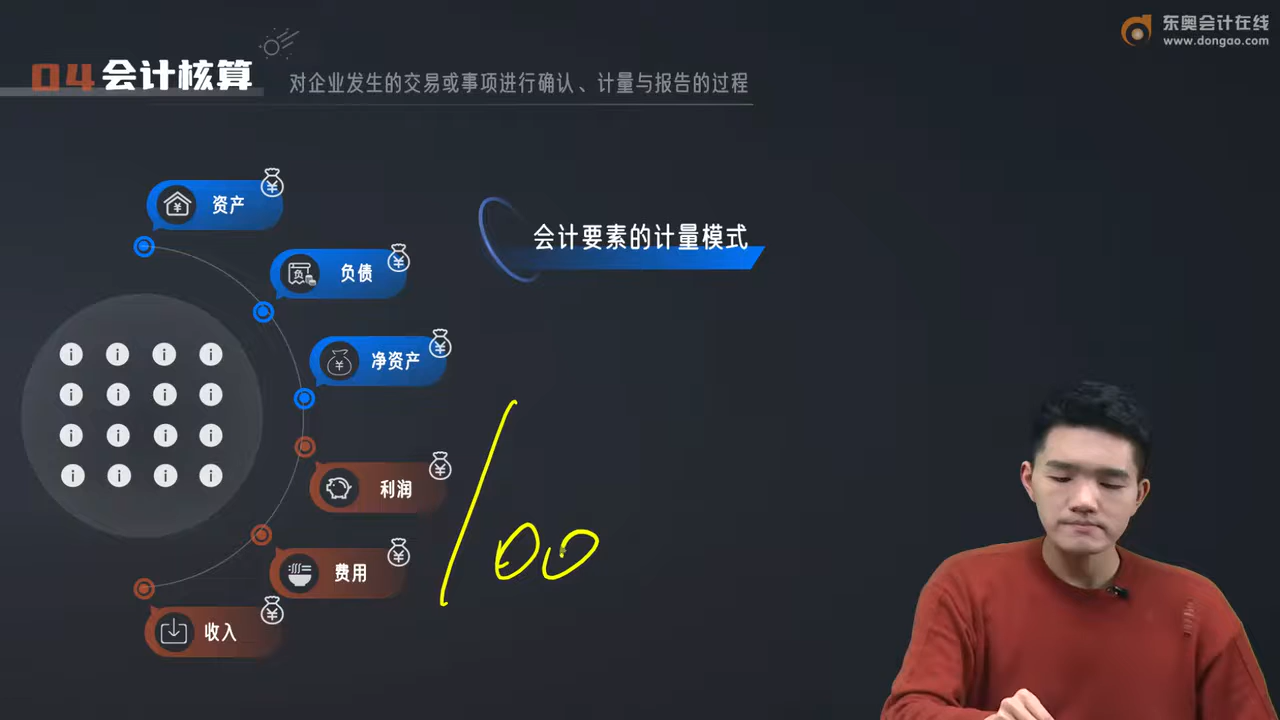 东奥会计在线
www.dongao.com
04 会计核算
对企业发生的交易或事项进行确认、计量与报告的过程
资产
负债
会计要素的计量模式
净资产
利润
费用
收入
100